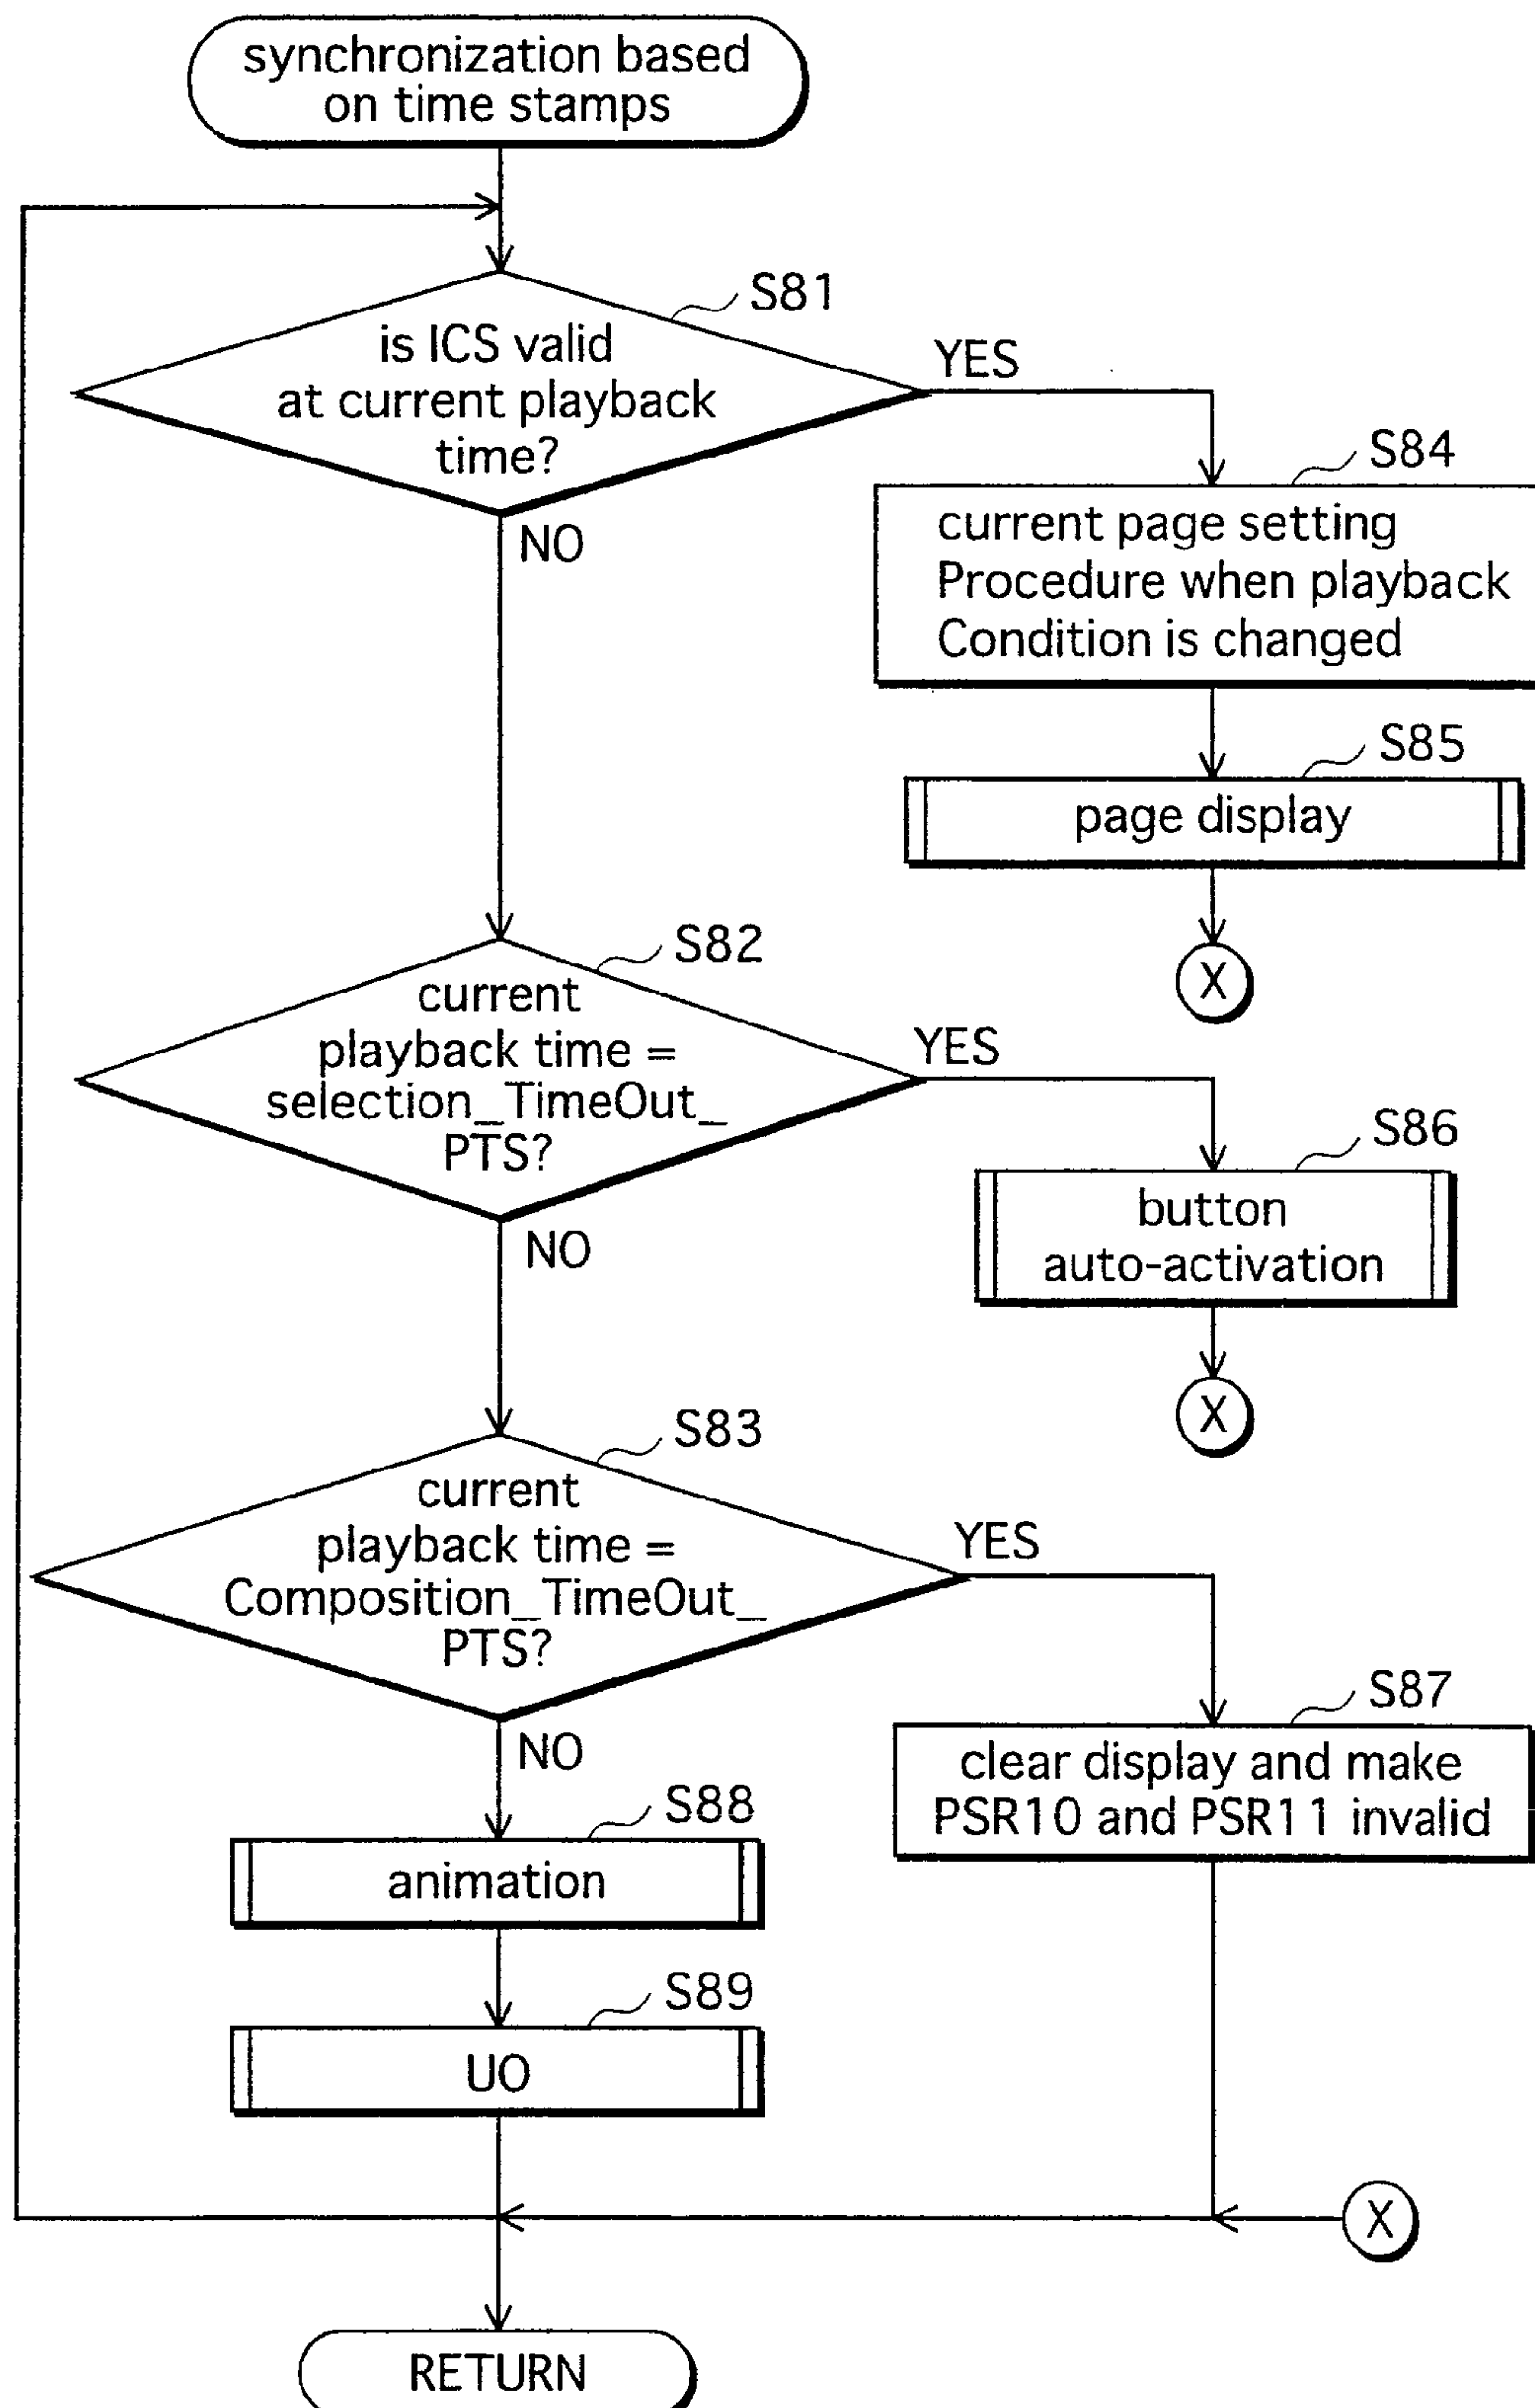 synchronization based
on time stamps
S81
is ICS valid
at current playback
time?
YES
NO
S84
current page setting
Procedure when playback
Condition is changed
S85
page display
X
S82
current
playback time =
selection_TimeOut_
PTS?
YES
NO
S86
button
auto-activation
X
S83
current
playback time =
Composition_TimeOut_
PTS?
YES
NO
S87
clear display and make
PSR10 and PSR11 invalid
S88
animation
S89
UO
X
RETURN